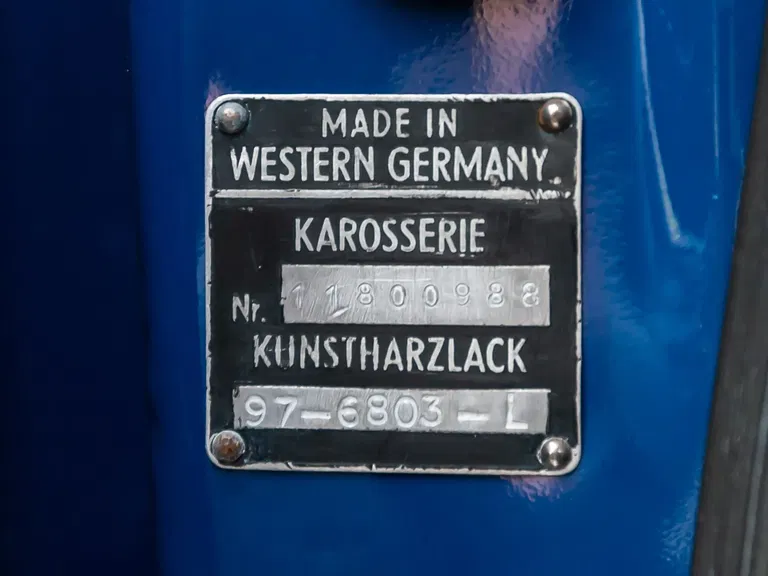 MADE IN
WESTERN GERMANY
KAROSSERIE
Nr. 11800988
KUNSTHARZLACK
97-6803-L